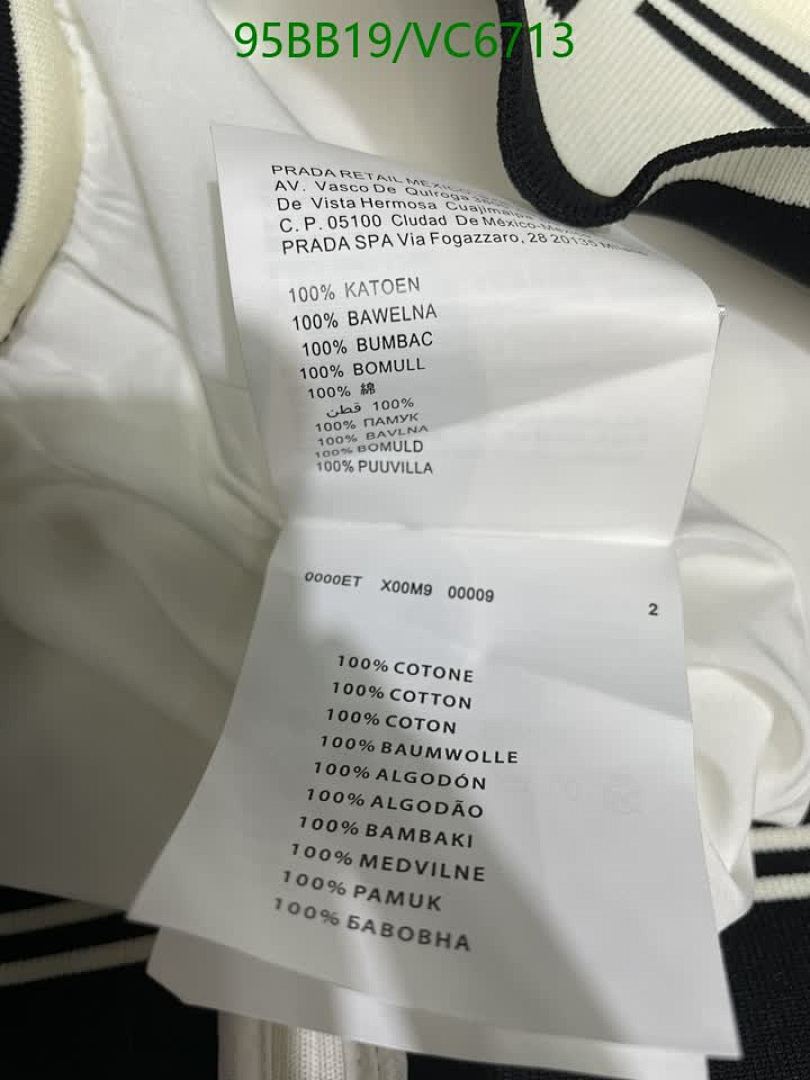 95BB19/VC6713
PRADA RETAIL MEXICO
AV. Vasco De Quiroga
De Vista Hermosa Cuajimalpa
C.P. 05100 Cludad De México-
PRADA SPA Via Fogazzaro, 28 20135
100% KATOEN
100% BAWELNA
100% BUMBAC
100% BOMULL
100% 綿
قطن 100%
100% ПАМУК
100% BAVLNA
100% BOMULD
100% PUUVILLA
0000ET X00M9 00009
2
100% COTONE
100% COTTON
100% COTON
100% BAUMWOLLE
100% ALGODÓN
100% ALGODÃO
100% BAMBAKI
100% MEDVILNE
100% PAMUK
100% БАВОВНА